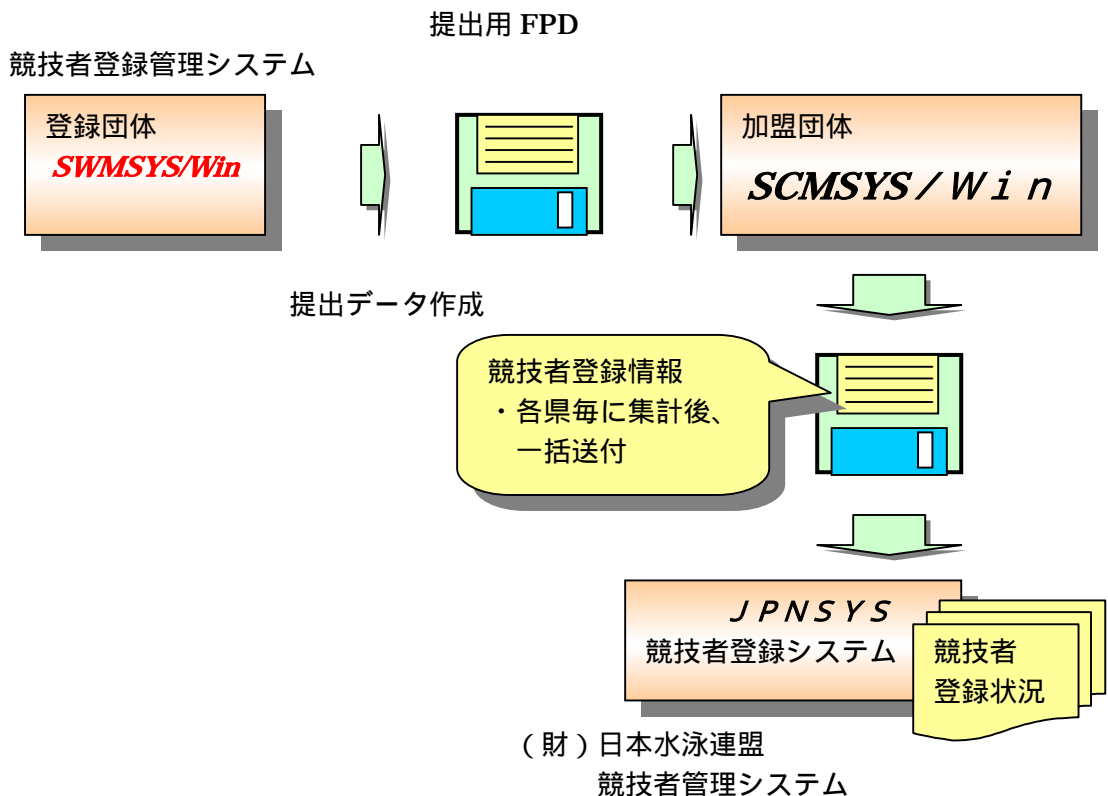 提出用 FPD
競技者登録管理システム
登録団体
SWMSYS/Win
加盟団体
SCMSYS/Ｗｉｎ
提出データ作成
競技者登録情報
・各県毎に集計後、
一括送付
ＪＰＮＳＹＳ
競技者登録システム
競技者
登録状況
（財）日本水泳連盟
競技者管理システム